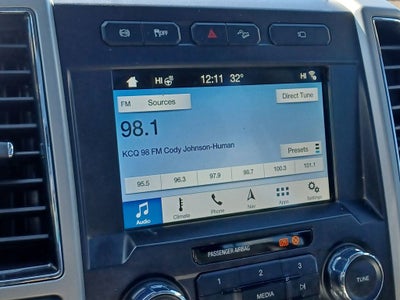 OFF
HI 12:11 32° HI
FM Sources Direct Tune
98.1
KCQ 98 FM Cody Johnson-Human
Presets
95.5 96.3 97.9 98.7 100.3 101.1
Audio Climate Phone Nav Apps Settings
PASSENGER AIRBAG
1 2 3
MEDIA